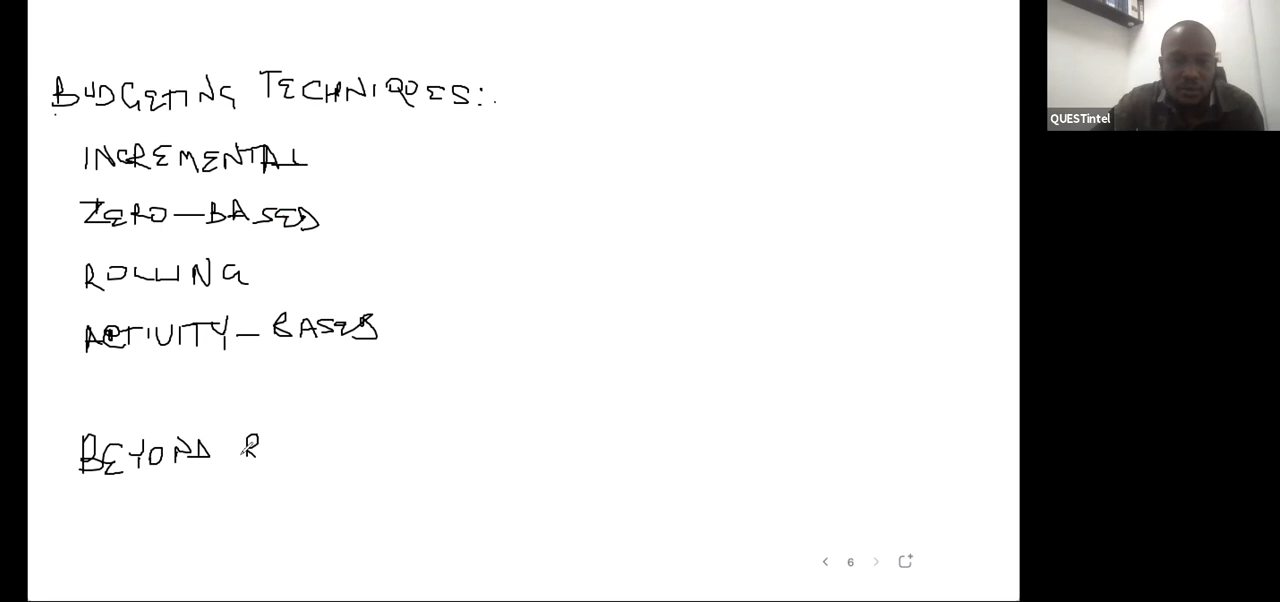 BUDGETING TECHNIQUES:
INCREMENTAL
ZERO-BASED
ROLLING
ACTIVITY-BASED
BEYOND B
QUESTintel
6